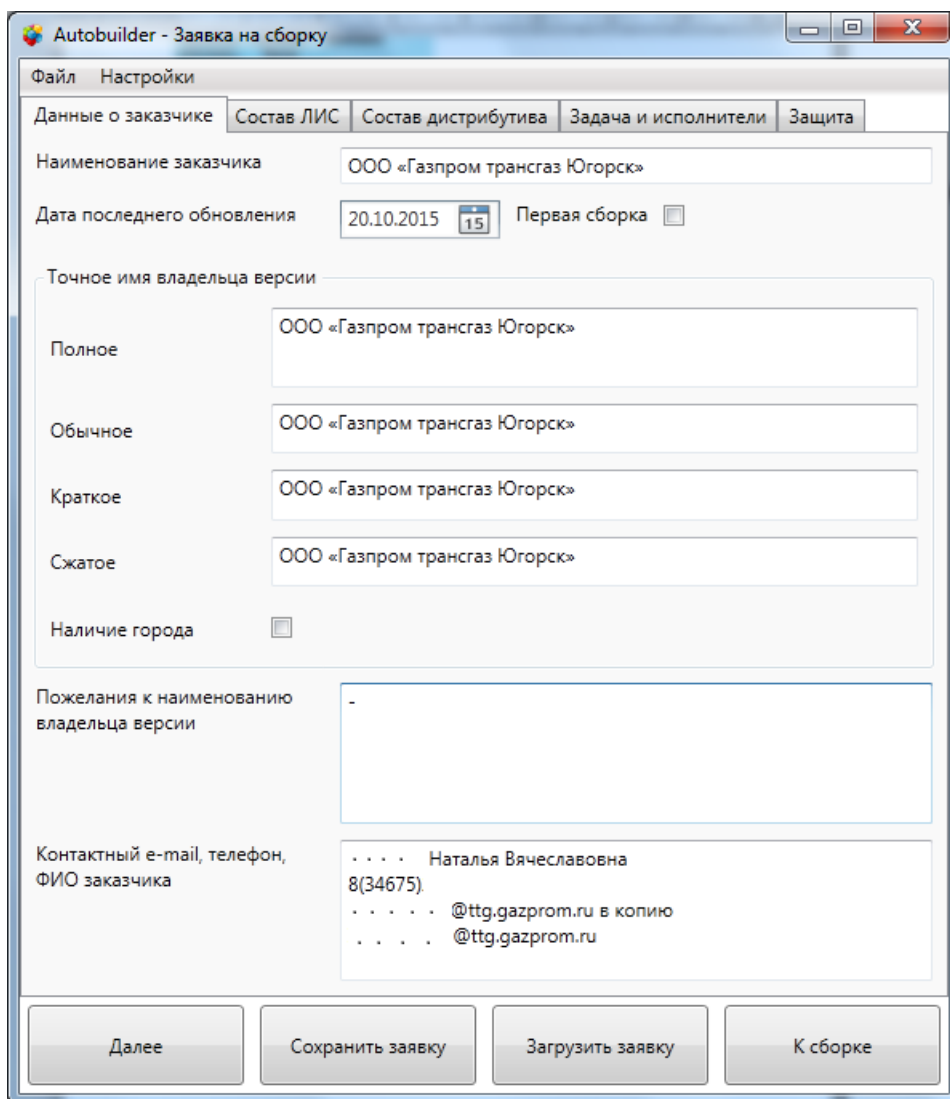 Autobuilder - Заявка на сборку
Файл Настройки
Данные о заказчике Состав ЛИС Состав дистрибутива Задача и исполнители Защита
Наименование заказчика ООО «Газпром трансгаз Югорск»
Дата последнего обновления 20.10.2015 15 Первая сборка
Точное имя владельца версии
Полное ООО «Газпром трансгаз Югорск»
Обычное ООО «Газпром трансгаз Югорск»
Краткое ООО «Газпром трансгаз Югорск»
Сжатое ООО «Газпром трансгаз Югорск»
Наличие города
Пожелания к наименованию -
владельца версии
Контактный e-mail, телефон, . . . . Наталья Вячеславовна
ФИО заказчика 8(34675)
. . . . . @ttg.gazprom.ru в копию
. . . . @ttg.gazprom.ru
Далее Сохранить заявку Загрузить заявку К сборке